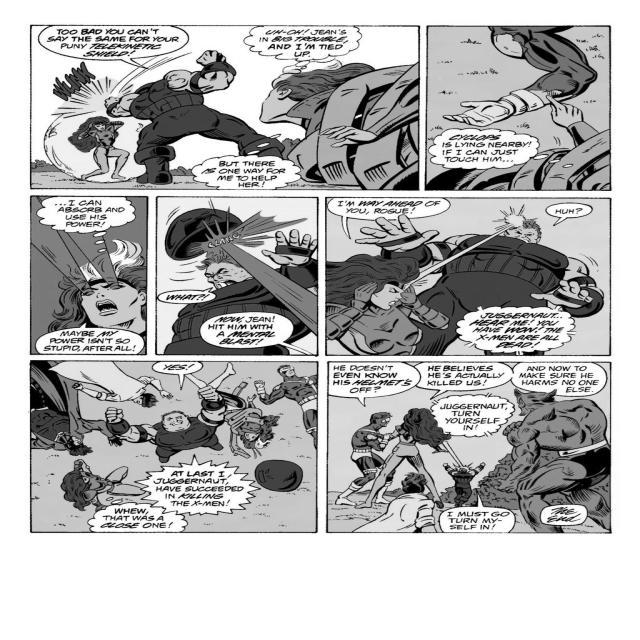 TOO BAD YOU CAN'T
SAY THE SAME FOR YOUR
PUNY TELEKINETIC
SHIELD!
UH-OH! JEAN'S
IN BIG TROUBLE,
AND I'M TIED
UP.
BUT THERE
IS ONE WAY FOR
ME TO HELP
HER!
CYCLOPS
IS LYING NEARBY!
IF I CAN JUST
TOUCH HIM...
...I CAN
ABSORB AND
USE HIS
POWER!
MAYBE MY
POWER ISN'T SO
STUPID, AFTER ALL!
CLANG!
WHAT?!
NOW, JEAN!
HIT HIM WITH
A MENTAL
BLAST!
I'M WAY AHEAD OF
YOU, ROGUE!
HUH?
JUGGERNAUT..
HEAR ME! YOU
HAVE WON! THE
X-MEN ARE ALL
DEAD!
YES!
AT LAST I,
JUGGERNAUT,
HAVE SUCCEEDED
IN KILLING
THE X-MEN!
WHEW,
THAT WAS A
CLOSE ONE!
HE DOESN'T
EVEN KNOW
HIS HELMET'S
OFF?
HE BELIEVES
HE'S ACTUALLY
KILLED US!
AND NOW TO
MAKE SURE HE
HARMS NO ONE
ELSE.
JUGGERNAUT,
TURN
YOURSELF
IN!
I MUST GO
TURN MY-
SELF IN!
THE
END.